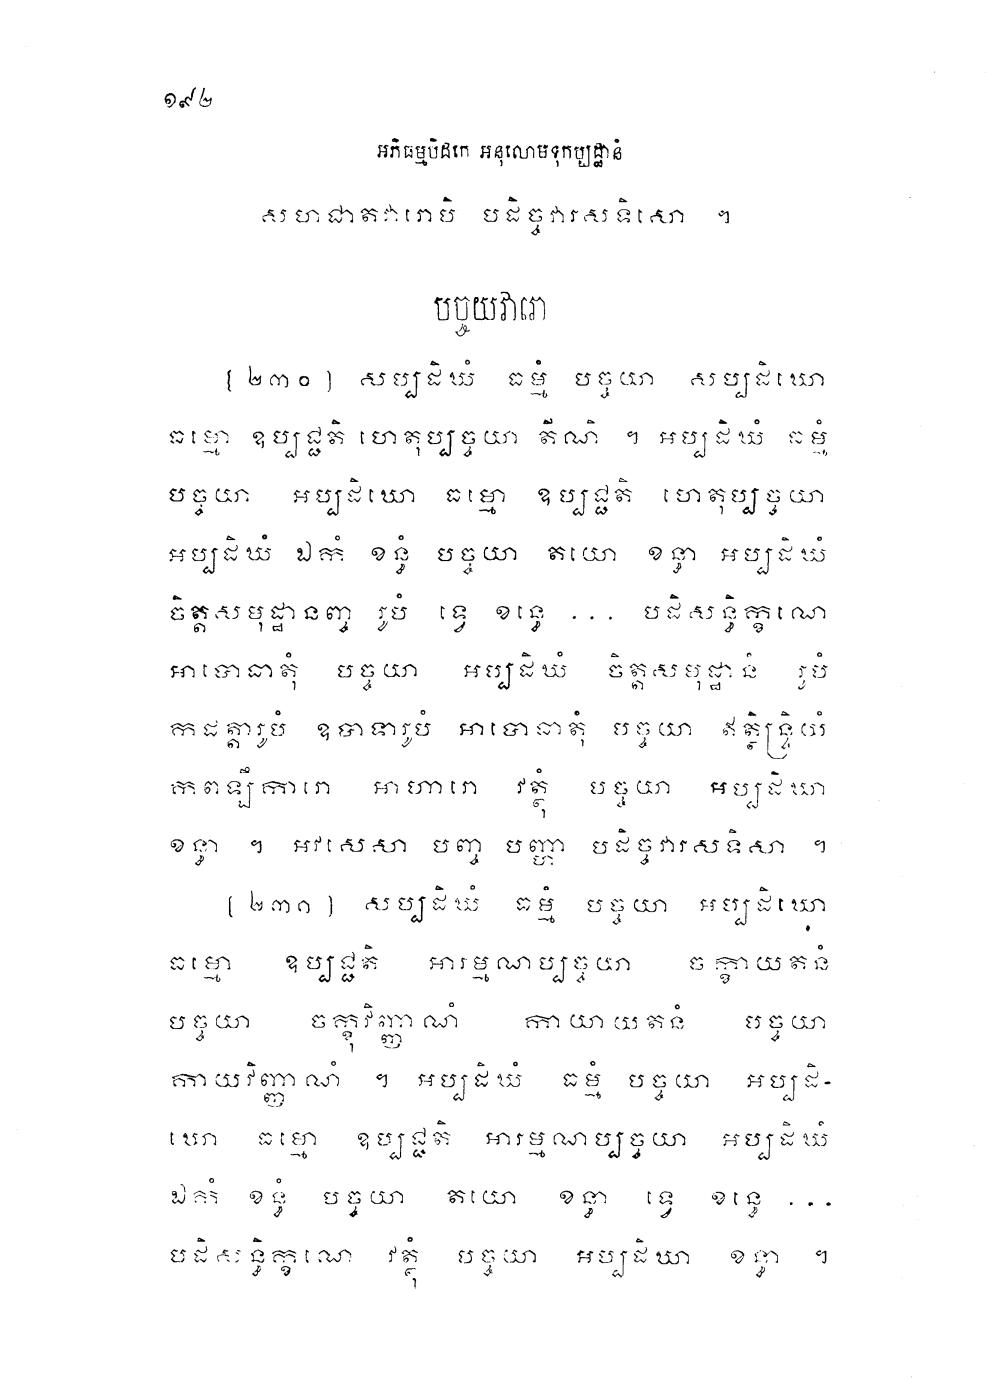 ១៩២
អភិធម្មបិដកេ អនុលោមទុកប្បដ្ឋានំ
សហជាតវារោបិ បដិច្ចវារសទិសោ ។
បច្ចយវារោ
[២៣០] សប្បដិឃំ ធម្មំ បច្ចយា សប្បដិឃោ
ធម្មោ ឧប្បជ្ជតិ ហេតុប្បច្ចយា តីណិ ។ អប្បដិឃំ ធម្មំ
បច្ចយា អប្បដិឃោ ធម្មោ ឧប្បជ្ជតិ ហេតុប្បច្ចយា
អប្បដិឃំ ឯកំ ខន្ធំ បច្ចយា តយោ ខន្ធា អប្បដិឃំ
ចិត្តសមុដ្ឋានញ្ច រូបំ ទ្វេ ខន្ធេ ... បដិសន្ធិក្ខណេ
អាបោធាតុំ បច្ចយា អប្បដិឃំ ចិត្តសមុដ្ឋានំ រូបំ
កដត្តារូបំ ឧបាទារូបំ អាបោធាតុំ បច្ចយា ឥត្ថិន្ទ្រិយំ
កពឡីការោ អាហារោ វត្ថុំ បច្ចយា អប្បដិឃា
ខន្ធា ។ អវសេសា បញ្ច បញ្ហា បដិច្ចវារសទិសា ។
[២៣១] សប្បដិឃំ ធម្មំ បច្ចយា អប្បដិឃោ
ធម្មោ ឧប្បជ្ជតិ អារម្មណប្បច្ចយា ចក្ខាយតនំ
បច្ចយា ចក្ខុវិញ្ញាណំ កាយាយតនំ បច្ចយា
កាយវិញ្ញាណំ ។ អប្បដិឃំ ធម្មំ បច្ចយា អប្បដិ-
ឃោ ធម្មោ ឧប្បជ្ជតិ អារម្មណប្បច្ចយា អប្បដិឃំ
ឯកំ ខន្ធំ បច្ចយា តយោ ខន្ធា ទ្វេ ខន្ធេ ...
បដិសន្ធិក្ខណេ វត្ថុំ បច្ចយា អប្បដិឃា ខន្ធា ។